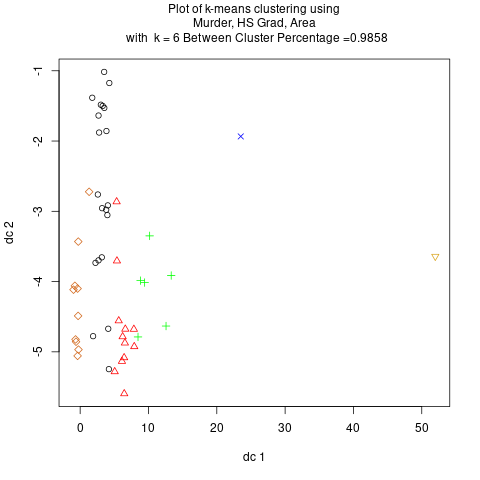 Plot of k-means clustering using
Murder, HS Grad, Area
with  k = 6 Between Cluster Percentage =0.9858
-1
-2
-3
-4
-5
dc 2
0
10
20
30
40
50
dc 1